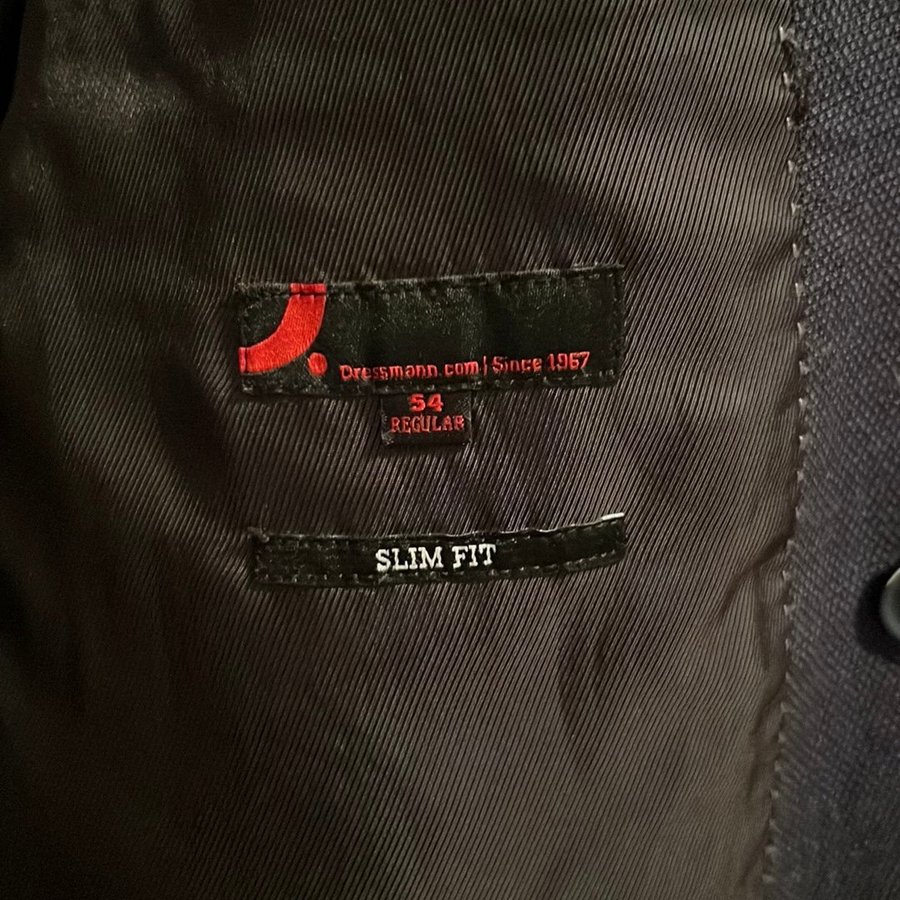 Dressmann.com | Since 1967
54
REGULAR
SLIM FIT